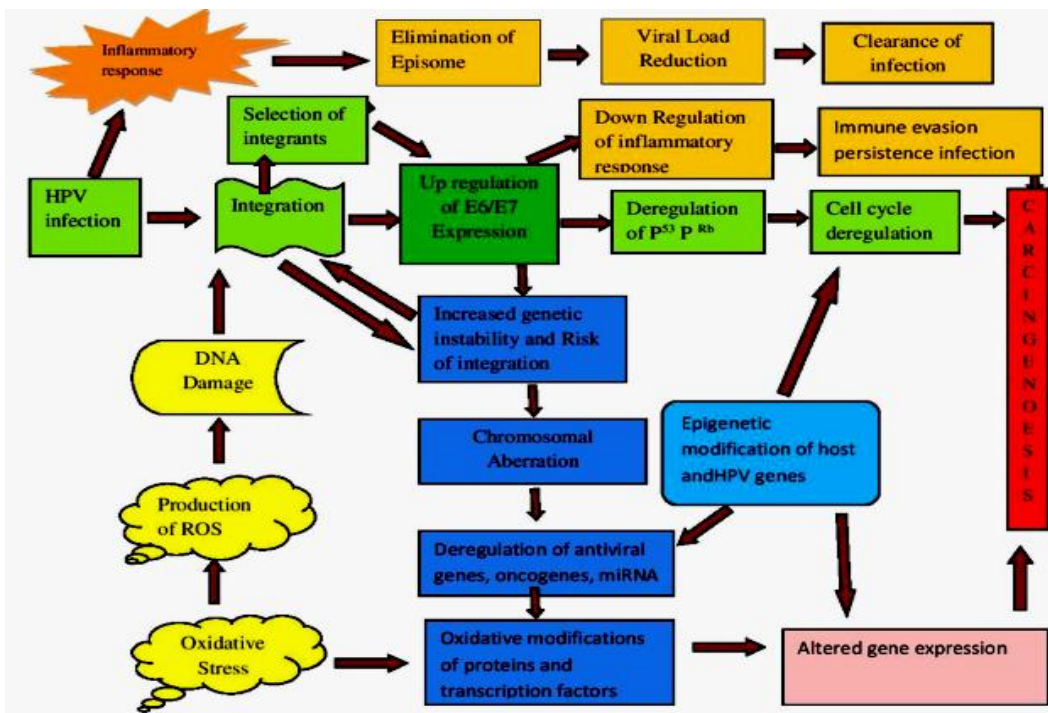 Inflammatory
response
Elimination of
Episome
Viral Load
Reduction
Clearance of
infection
Selection of
integrants
Down Regulation
of inflammatory
response
Immune evasion
persistence infection
HPV
infection
Integration
Up regulation
of E6/E7
Expression
Deregulation
of P⁵³ P ᴿᵇ
Cell cycle
deregulation
C
A
R
C
I
N
G
E
N
O
E
S
I
S
Increased genetic
instability and Risk
of integration
DNA
Damage
Chromosomal
Aberration
Epigenetic
modification of host
andHPV genes
Production
of ROS
Deregulation of antiviral
genes, oncogenes, miRNA
Oxidative
Stress
Oxidative modifications
of proteins and
transcription factors
Altered gene expression